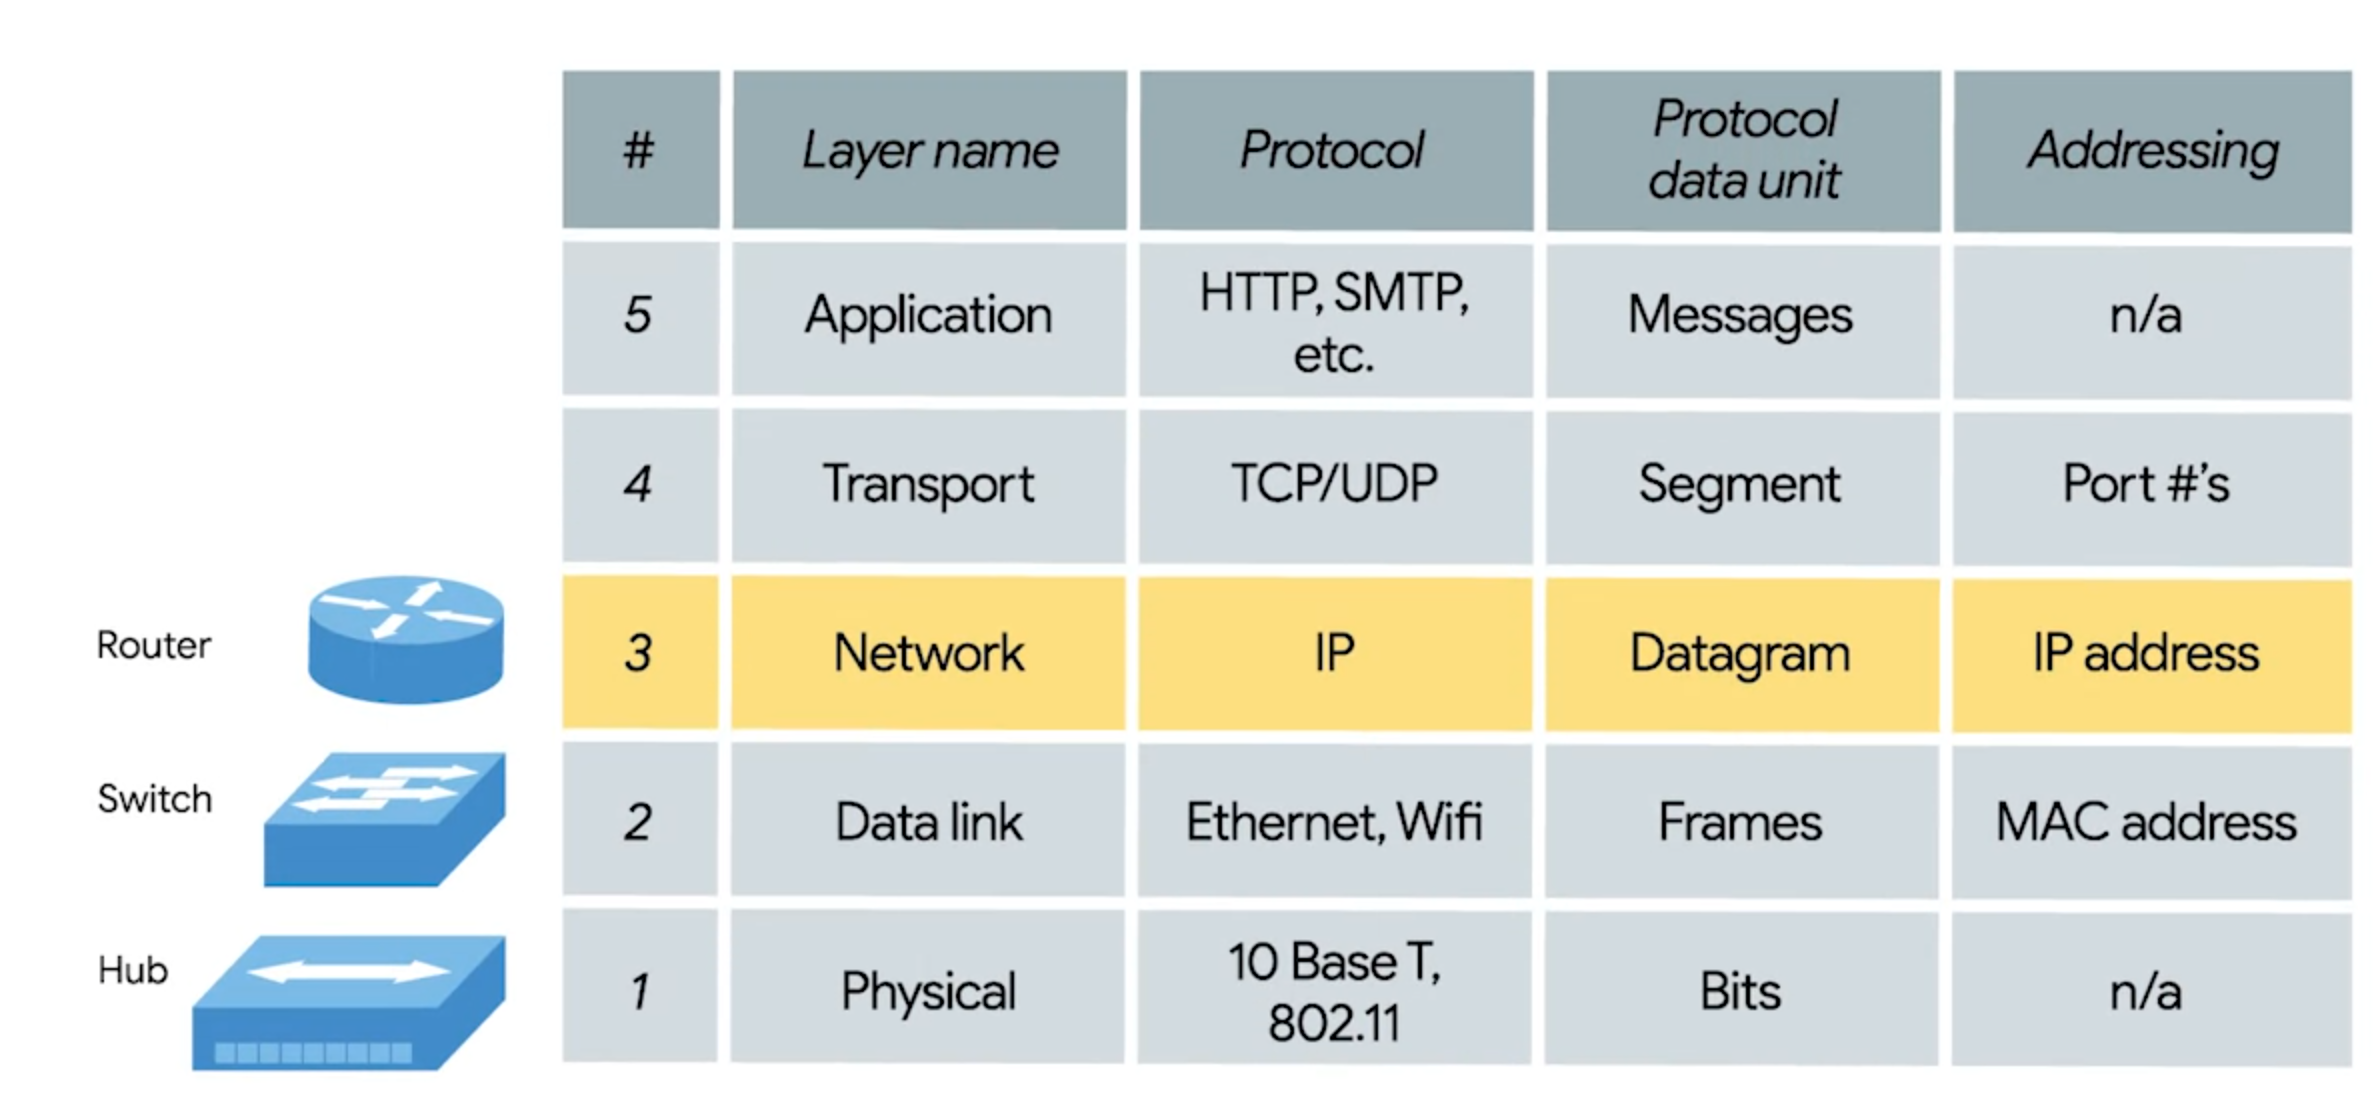 # Layer name Protocol Protocol data unit Addressing
5 Application HTTP, SMTP, etc. Messages n/a
4 Transport TCP/UDP Segment Port #’s
Router 3 Network IP Datagram IP address
Switch 2 Data link Ethernet, Wifi Frames MAC address
Hub 1 Physical 10 Base T, 802.11 Bits n/a